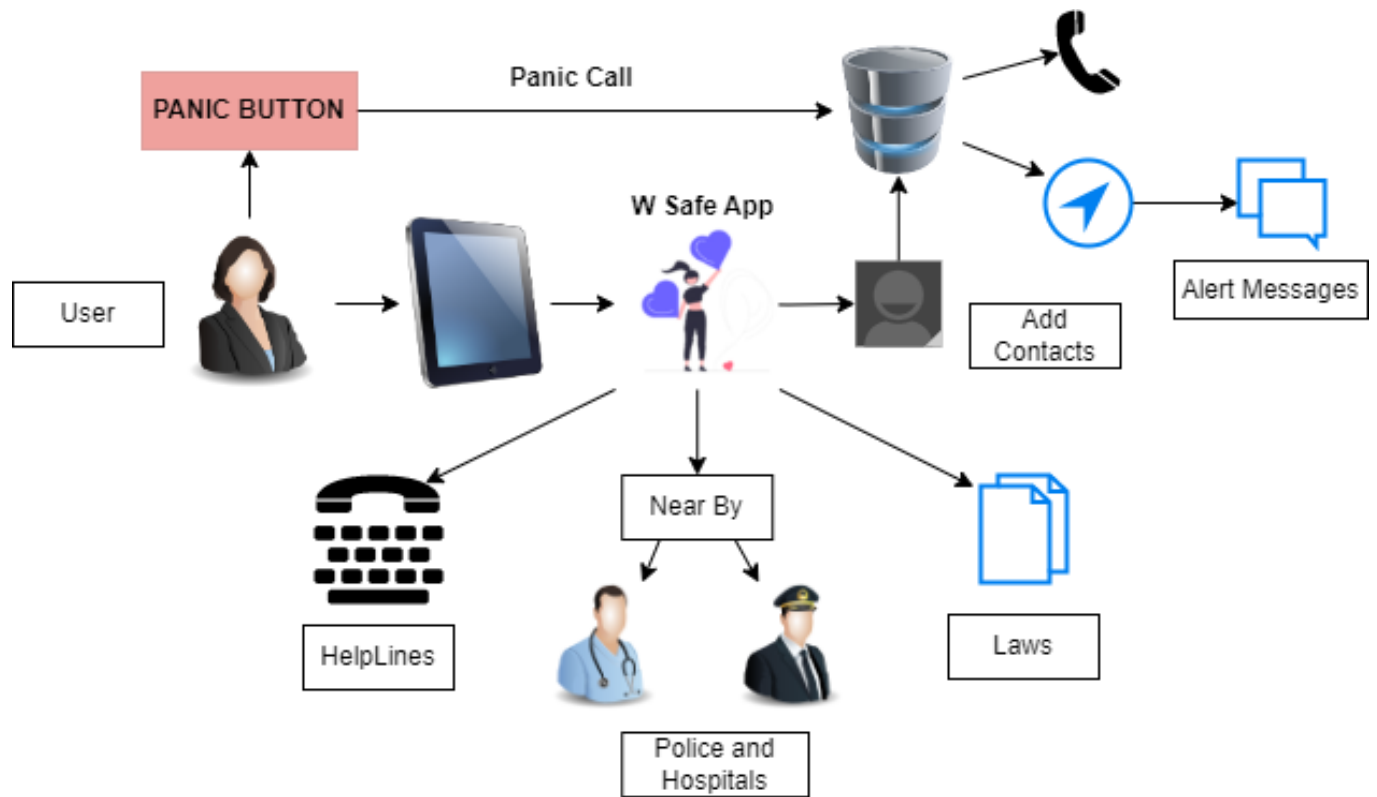 Panic Call
PANIC BUTTON
W Safe App
User
Add
Contacts
Alert Messages
Near By
HelpLines
Laws
Police and
Hospitals